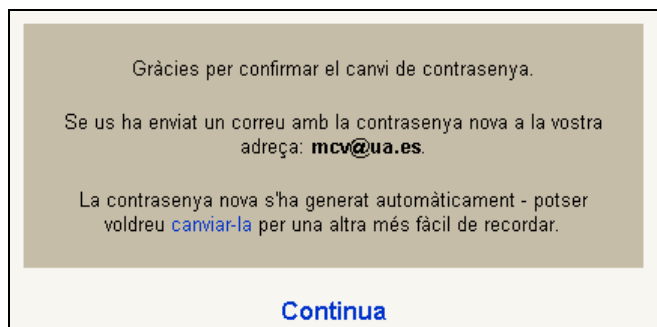 Gràcies per confirmar el canvi de contrasenya.
Se us ha enviat un correu amb la contrasenya nova a la vostra
adreça: mcv@ua.es.
La contrasenya nova s'ha generat automàticament - potser
voldreu canviar-la per una altra més fàcil de recordar.
Continua